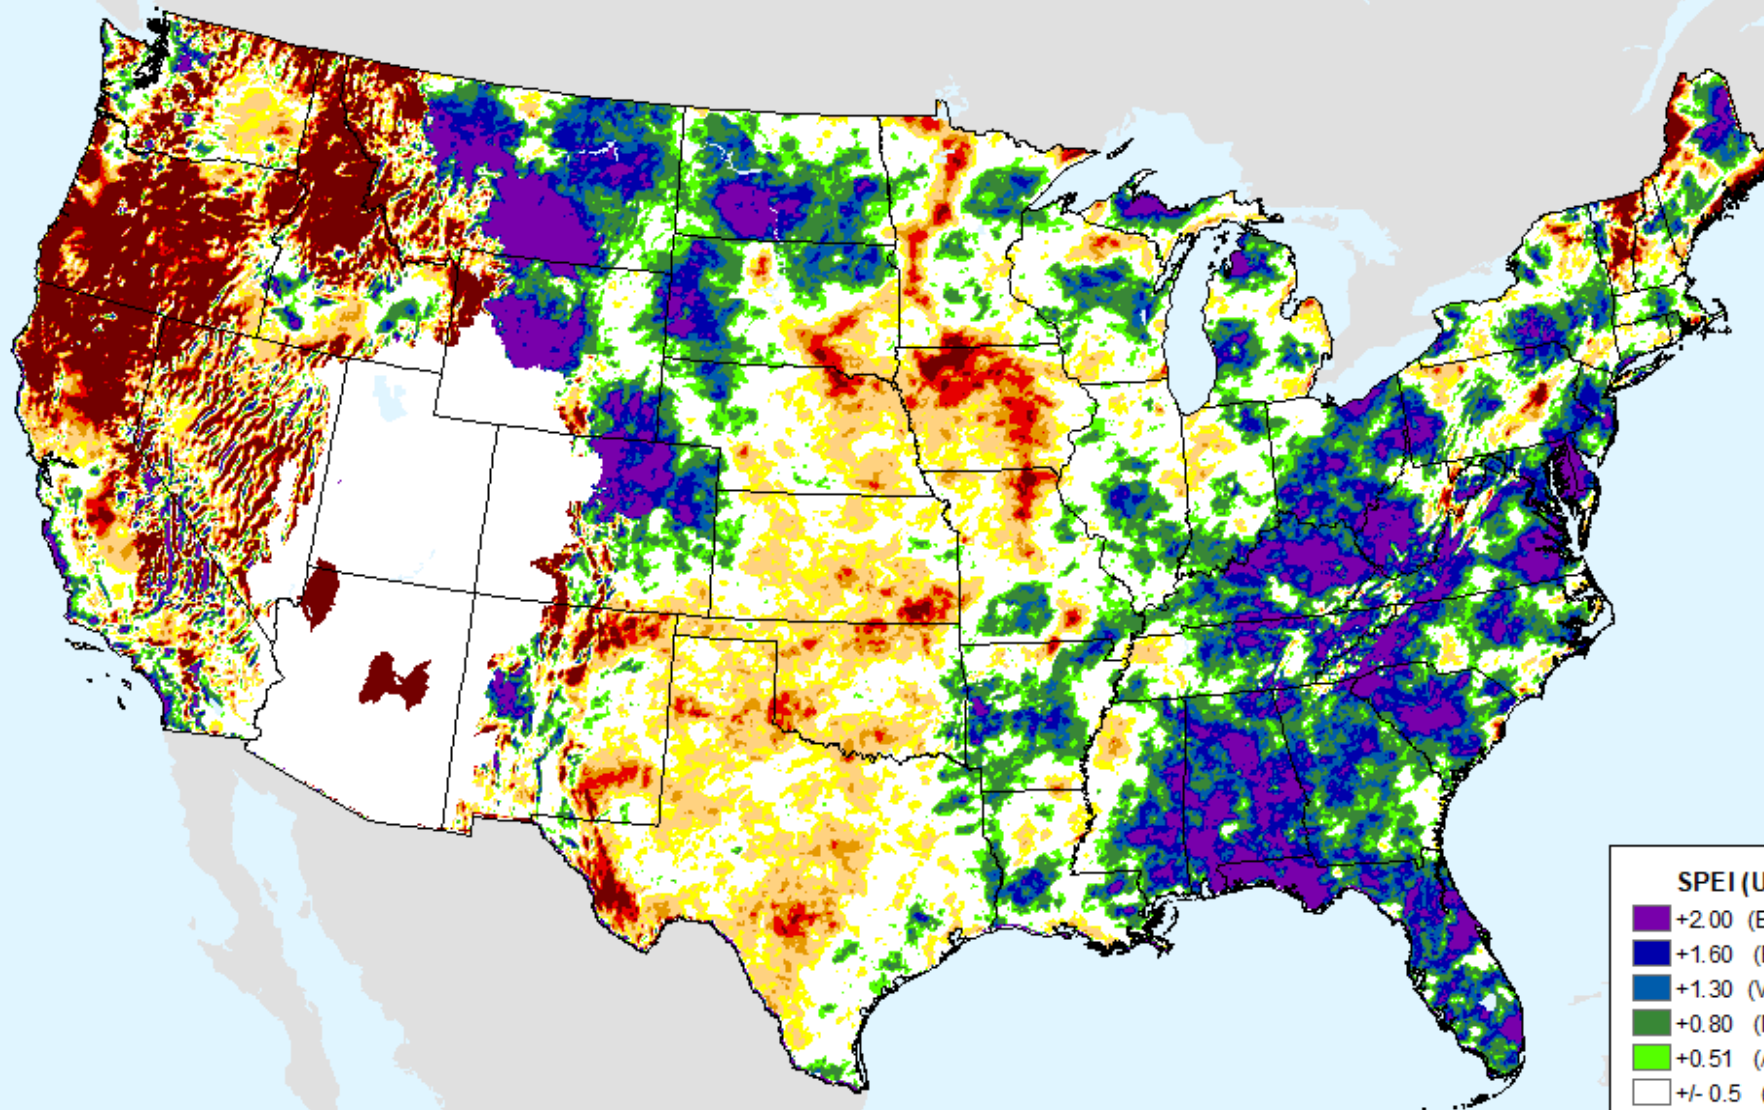 SPEI (U
+2.00 (E
+1.60 (
+1.30 (V
+0.80 (
+0.51 (
+/- 0.5 (